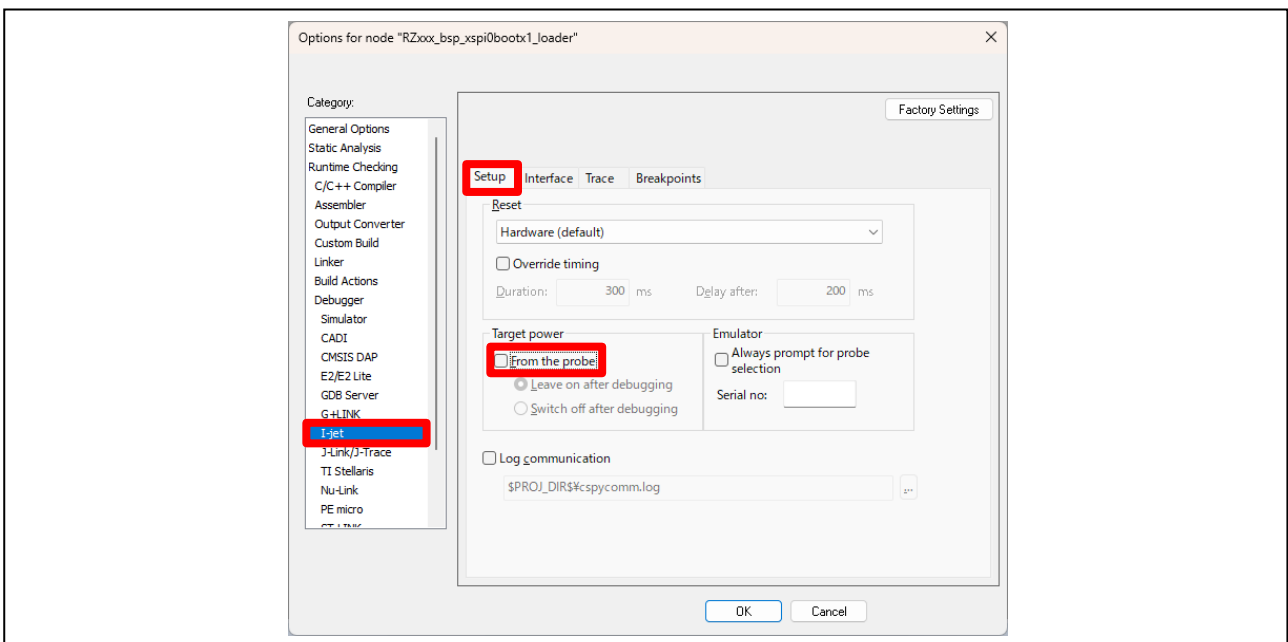 Options for node "RZxxx_bsp_xspi0bootx1_loader"
Category:
General Options
Static Analysis
Runtime Checking
C/C++ Compiler
Assembler
Output Converter
Custom Build
Linker
Build Actions
Debugger
Simulator
CADI
CMSIS DAP
E2/E2 Lite
GDB Server
G+LINK
I-jet
J-Link/J-Trace
TI Stellaris
Nu-Link
PE micro
ST-LINK
Factory Settings
Setup Interface Trace Breakpoints
Reset
Hardware (default)
Override timing
Duration: 300 ms Delay after: 200 ms
Target power
From the probe
Leave on after debugging
Switch off after debugging
Emulator
Always prompt for probe
selection
Serial no:
Log communication
$PROJ_DIR$¥cspycomm.log
...
OK Cancel